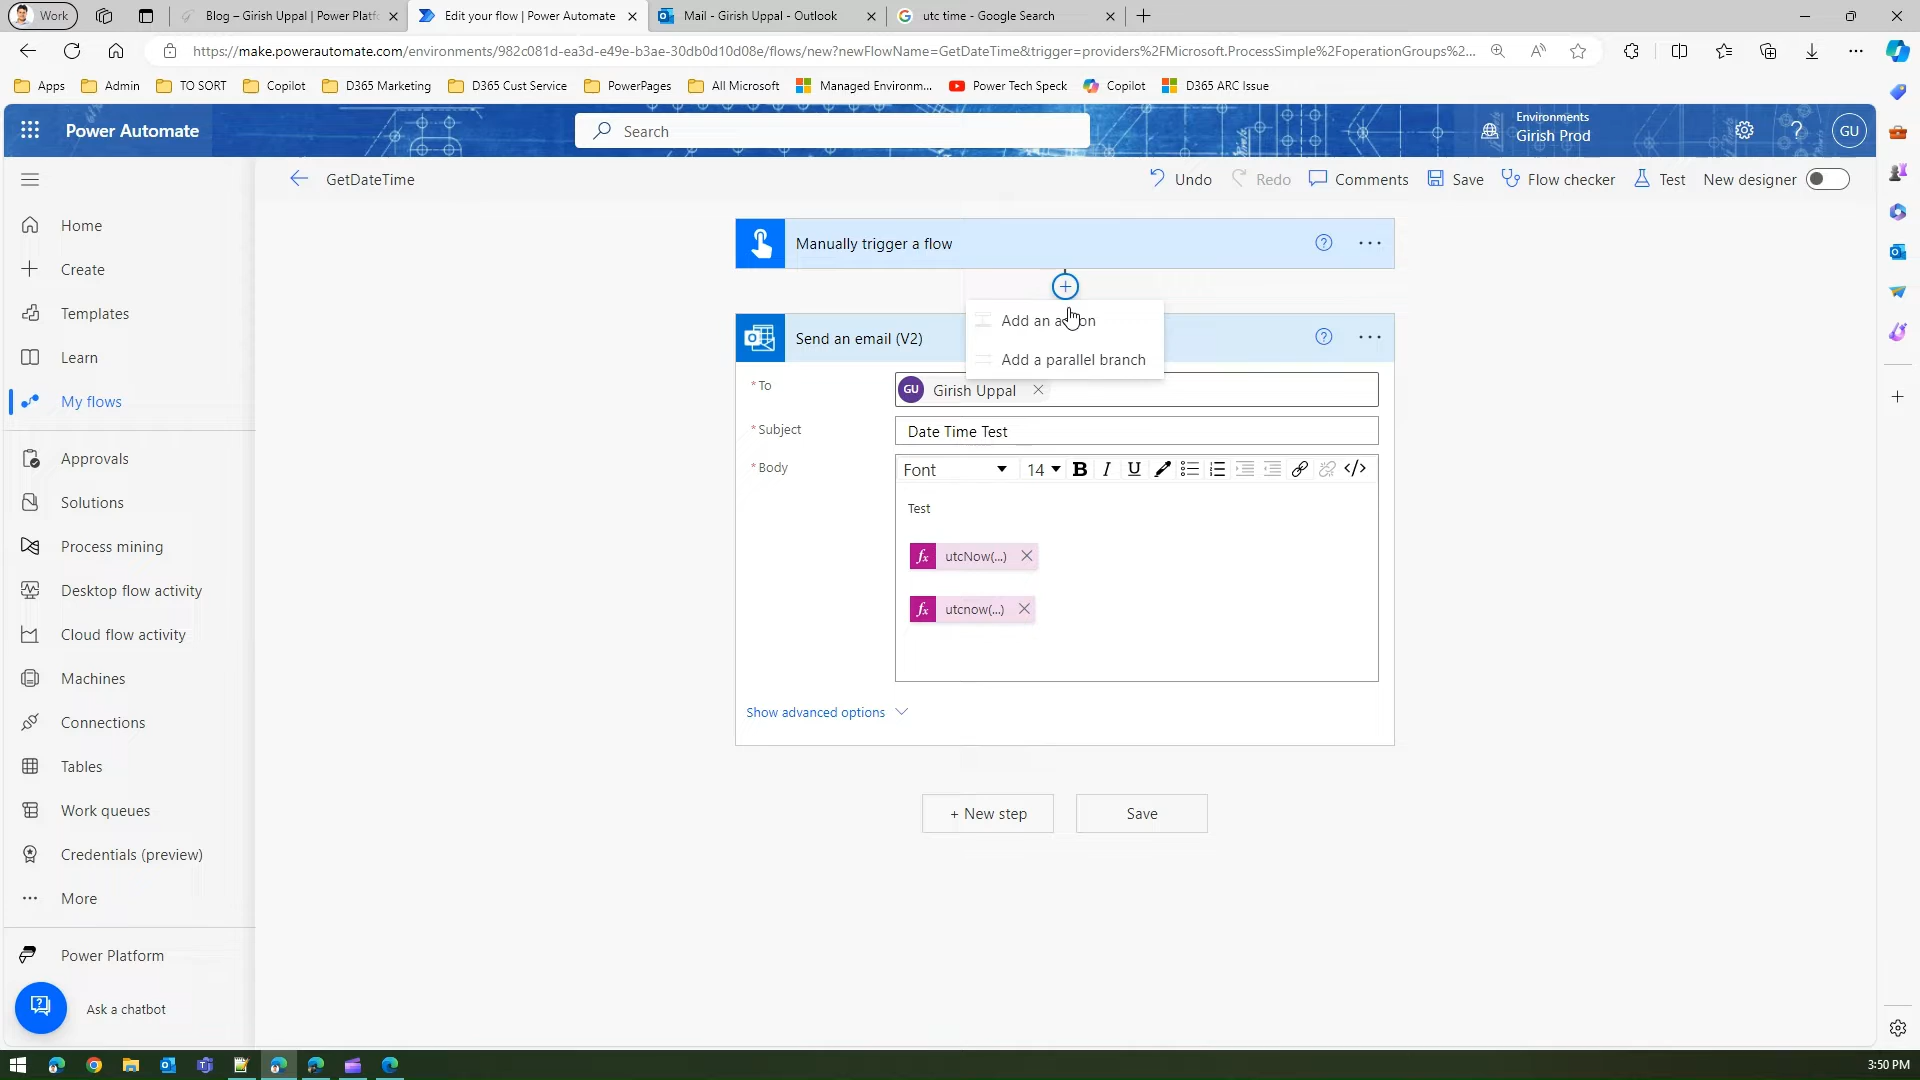 Work
Blog – Girish Uppal | Power Platf
Edit your flow | Power Automate
Mail - Girish Uppal - Outlook
utc time - Google Search
https://make.powerautomate.com/environments/982c081d-ea3d-e49e-b3ae-30db0d10d08e/flows/new?newFlowName=GetDateTime&trigger=providers%2FMicrosoft.ProcessSimple%2FoperationGroups%2...
Apps
Admin
TO SORT
Copilot
D365 Marketing
D365 Cust Service
PowerPages
All Microsoft
Managed Environm...
Power Tech Speck
Copilot
D365 ARC Issue
Power Automate
Search
Environments
Girish Prod
GU
GetDateTime
Undo
Redo
Comments
Save
Flow checker
Test
New designer
Home
Create
Templates
Learn
My flows
Approvals
Solutions
Process mining
Desktop flow activity
Cloud flow activity
Machines
Connections
Tables
Work queues
Credentials (preview)
More
Power Platform
Ask a chatbot
Manually trigger a flow
Add a parallel branch
Send an email (V2)
* To
GU Girish Uppal
* Subject
Date Time Test
* Body
Font
14
B I U </>
Test
fx utcNow(...)
fx utcnow(...)
Show advanced options
+ New step
Save
3:50 PM